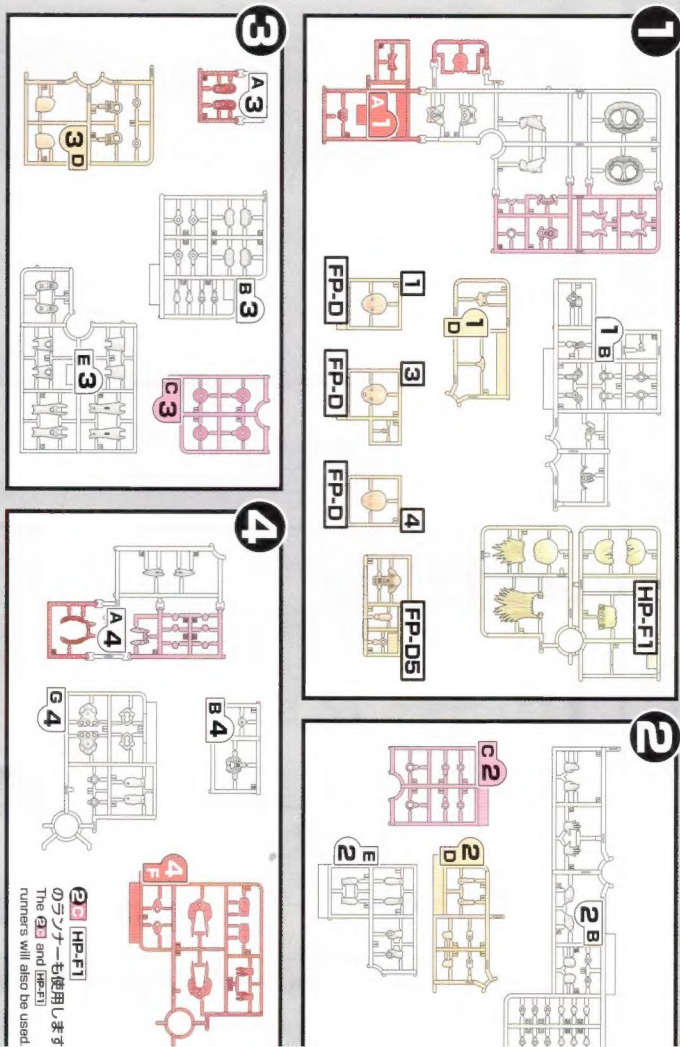 1
A1
1B
1D
1
FP-D
3
FP-D
4
FP-D
FP-D5
HP-F1
2
2B
C2
2D
E2
3
A3
3D
B3
E3
C3
4
A4
B4
G4
4F
2C HP-F1
のランナーも使用します
The 2C and HP-F1
runners will also be used.